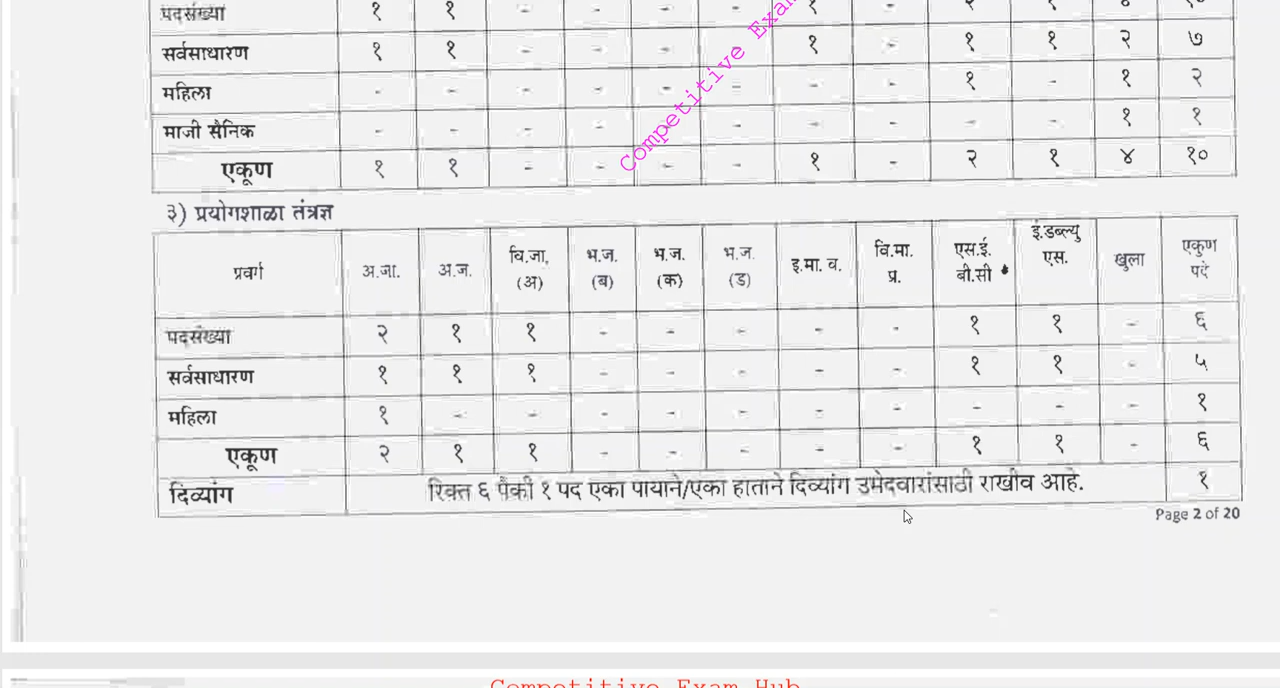 पदसंख्या १ १ - - - - १ - २ १ ४ १०
सर्वसाधारण १ १ - - - - १ - १ १ २ ७
महिला - - - - - - - - १ - १ २
माजी सैनिक - - - - - - - - - - १ १
एकूण १ १ - - - - १ - २ १ ४ १०
Competitive Exam
३) प्रयोगशाळा तंत्रज्ञ
प्रवर्ग अ.जा. अ.ज. वि.जा, (अ) भ.ज. (ब) भ.ज. (क) भ.ज. (ड) इ.मा. व. वि.मा. प्र. एस.ई. बी.सी इ.डब्ल्यु एस. खुला एकुण पदे
पदसंख्या २ १ १ - - - - - १ १ - ६
सर्वसाधारण १ १ १ - - - - - १ १ - ५
महिला १ - - - - - - - - - - १
एकूण २ १ १ - - - - - १ १ - ६
दिव्यांग रिक्त ६ पैकी १ पद एका पायाने/एका हाताने दिव्यांग उमेदवारांसाठी राखीव आहे. १
Page 2 of 20
Competitive Exam Hub